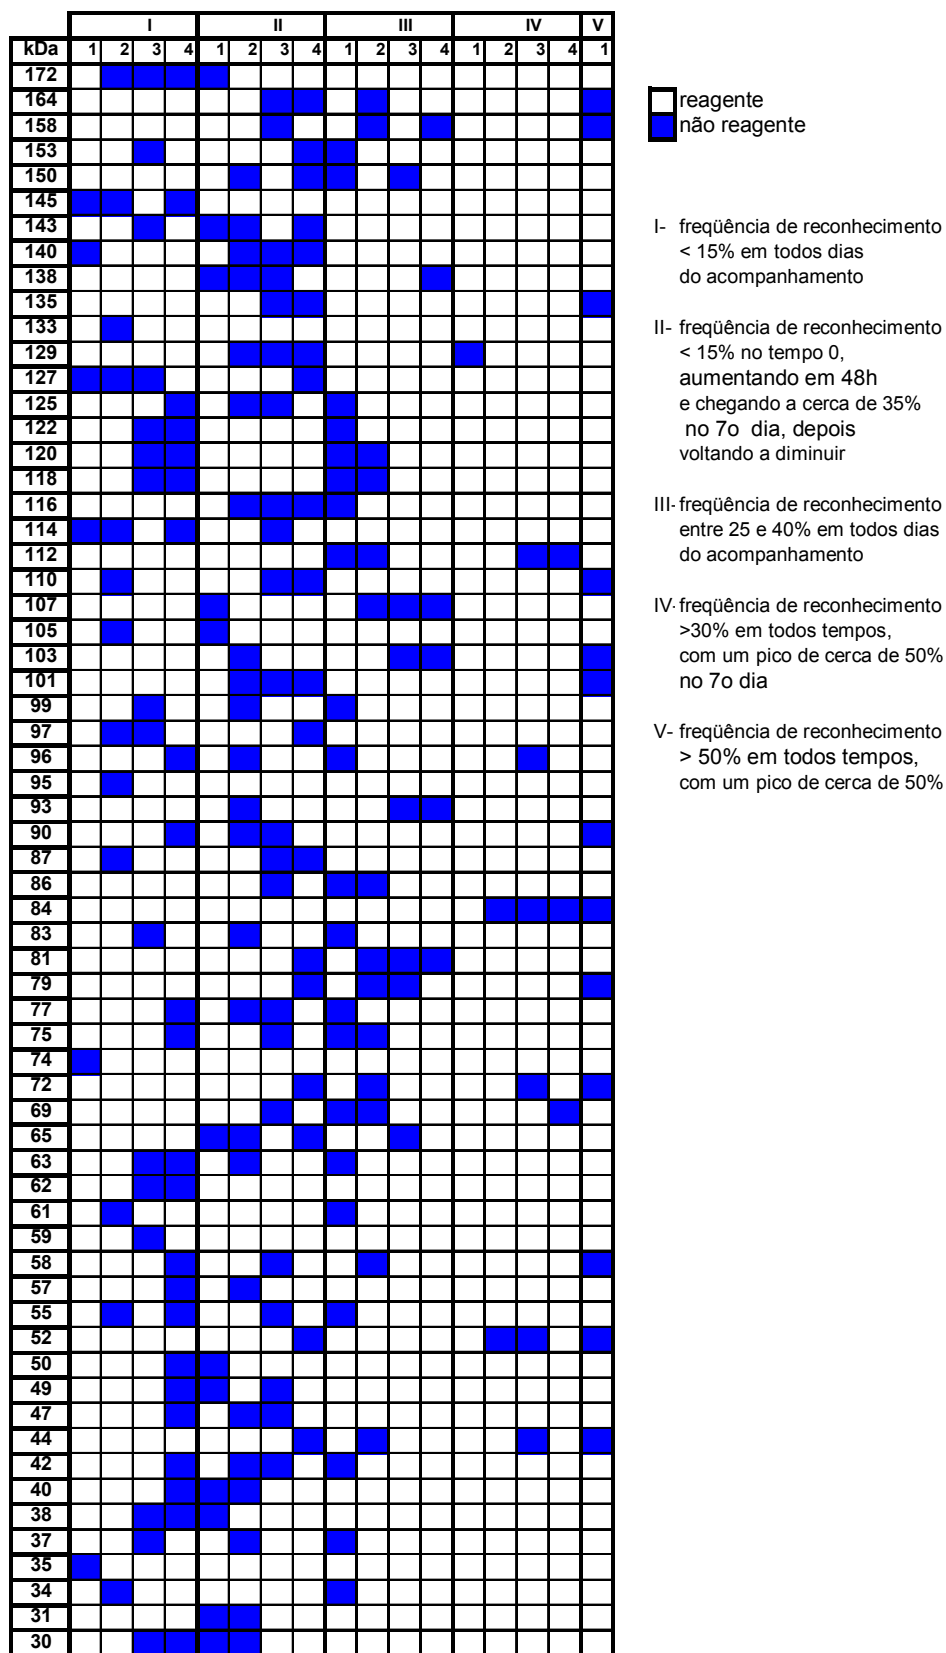 I II III IV V
kDa 1 2 3 4 1 2 3 4 1 2 3 4 1 2 3 4 1
172
164
158
153
150
145
143
140
138
135
133
129
127
125
122
120
118
116
114
112
110
107
105
103
101
99
97
96
95
93
90
87
86
84
83
81
79
77
75
74
72
69
65
63
62
61
59
58
57
55
52
50
49
47
44
42
40
38
37
35
34
31
30
reagente
não reagente
I- freqüência de reconhecimento
< 15% em todos dias
do acompanhamento
II- freqüência de reconhecimento
< 15% no tempo 0,
aumentando em 48h
e chegando a cerca de 35%
no 7o dia, depois
voltando a diminuir
III- freqüência de reconhecimento
entre 25 e 40% em todos dias
do acompanhamento
IV- freqüência de reconhecimento
>30% em todos tempos,
com um pico de cerca de 50%
no 7o dia
V- freqüência de reconhecimento
> 50% em todos tempos,
com um pico de cerca de 50%